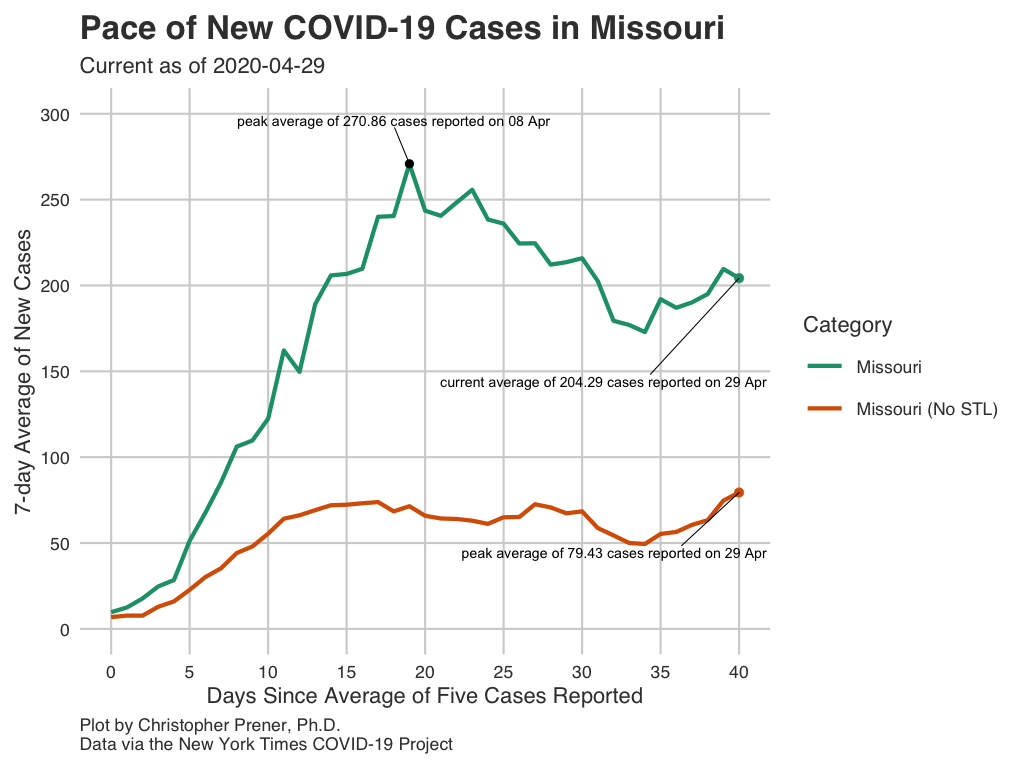 Pace of New COVID-19 Cases in Missouri
Current as of 2020-04-29
7-day Average of New Cases
300
250
200
150
100
50
0
peak average of 270.86 cases reported on 08 Apr
current average of 204.29 cases reported on 29 Apr
peak average of 79.43 cases reported on 29 Apr
0 5 10 15 20 25 30 35 40
Days Since Average of Five Cases Reported
Category
Missouri
Missouri (No STL)
Plot by Christopher Prener, Ph.D.
Data via the New York Times COVID-19 Project